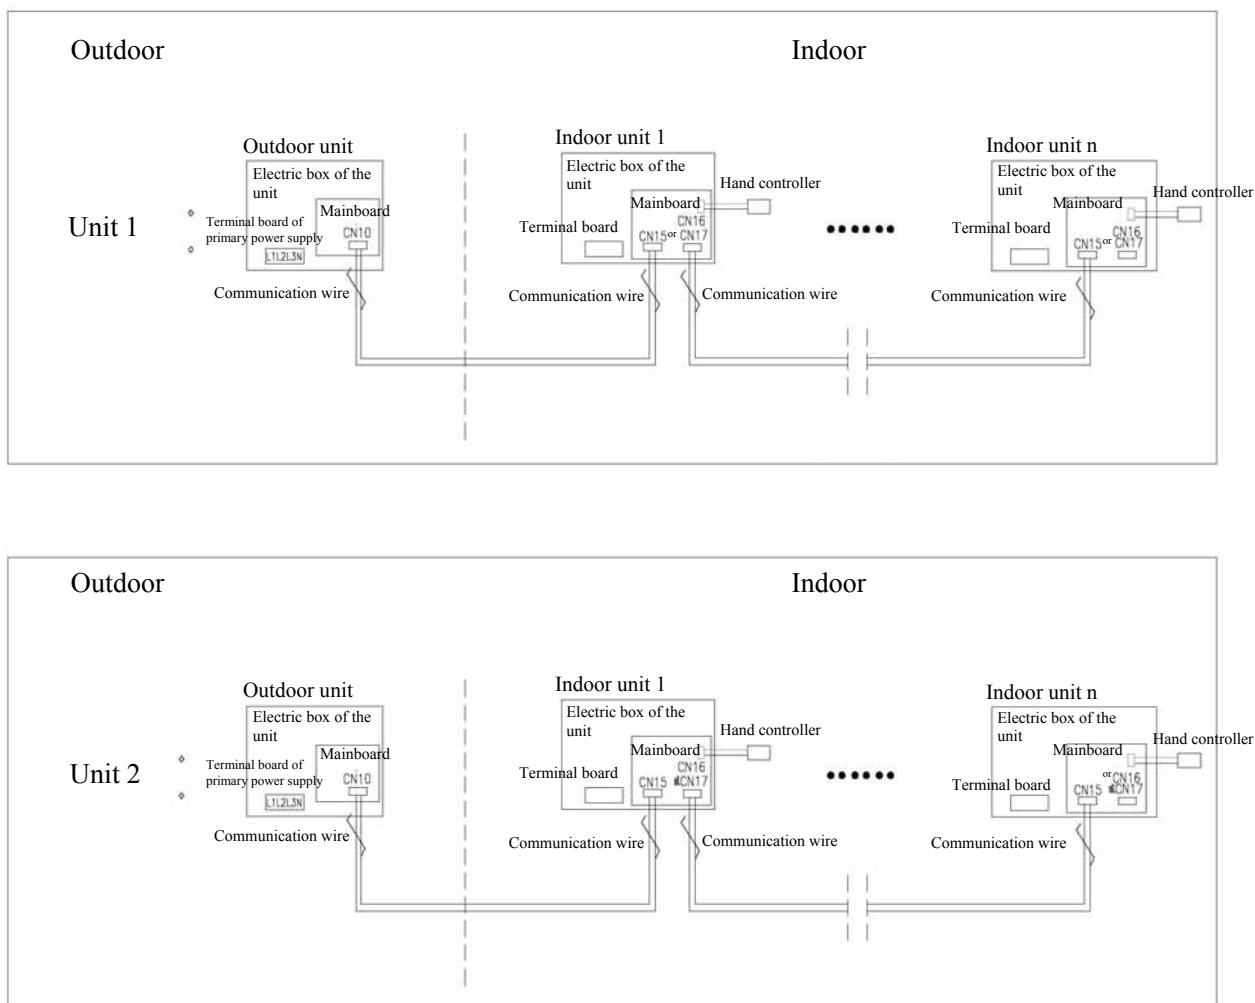 Outdoor
Indoor
Outdoor unit
Indoor unit 1
Indoor unit n
Electric box of the
unit
Electric box of the
unit
Electric box of the
unit
Unit 1
Terminal board of
primary power supply
L1L2L3N
Mainboard
CN10
Terminal board
Mainboard
CN16
CN15 or CN17
Hand controller
Terminal board
Mainboard
CN16
CN15 or CN17
Hand controller
Communication wire
Communication wire
Communication wire
Communication wire
Outdoor
Indoor
Outdoor unit
Indoor unit 1
Indoor unit n
Electric box of the
unit
Electric box of the
unit
Electric box of the
unit
Unit 2
Terminal board of
primary power supply
L1L2L3N
Mainboard
CN10
Terminal board
Mainboard
CN16
CN15 CN17
Hand controller
Terminal board
Mainboard
or CN16
CN15 CN17
Hand controller
Communication wire
Communication wire
Communication wire
Communication wire